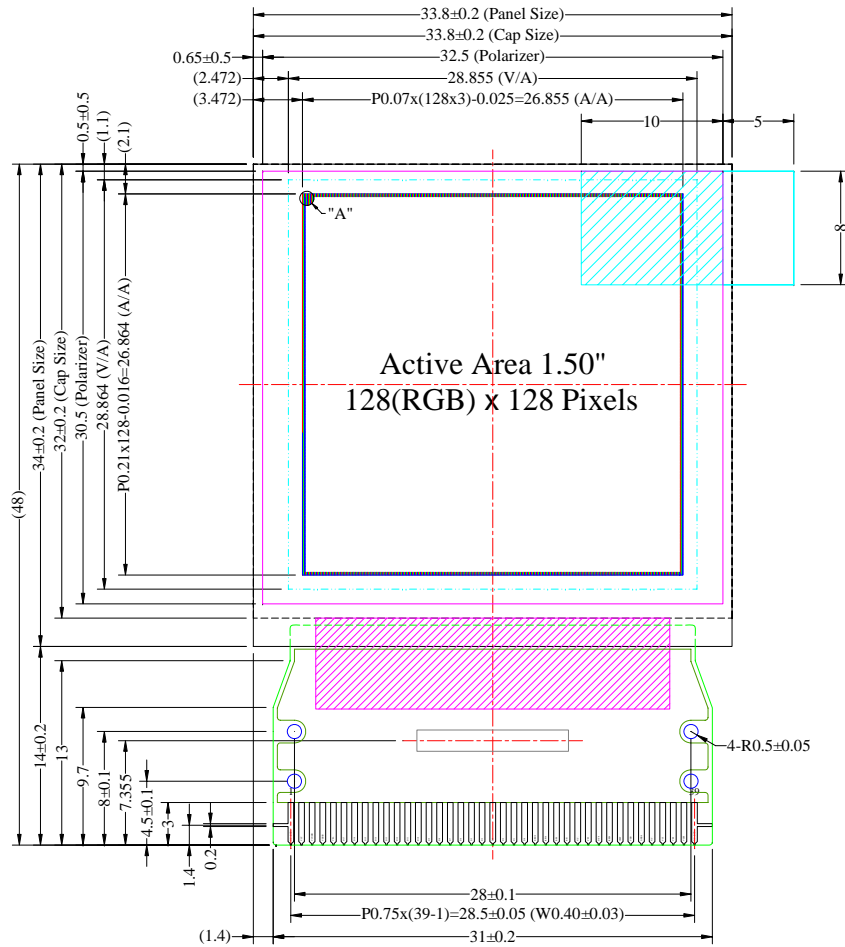 33.8±0.2 (Panel Size)
33.8±0.2 (Cap Size)
0.65±0.5
32.5 (Polarizer)
(2.472)
28.855 (V/A)
(3.472)
P0.07x(128x3)-0.025=26.855 (A/A)
0.5±0.5
(1.1)
(2.1)
10
5
8
"A"
Active Area 1.50"
128(RGB) x 128 Pixels
(48)
34±0.2 (Panel Size)
32±0.2 (Cap Size)
30.5 (Polarizer)
28.864 (V/A)
P0.21x128-0.016=26.864 (A/A)
14±0.2
13
9.7
8±0.1
7.355
4.5±0.1
3
1.4
0.2
4-R0.5±0.05
1
39
28±0.1
P0.75x(39-1)=28.5±0.05 (W0.40±0.03)
(1.4)
31±0.2